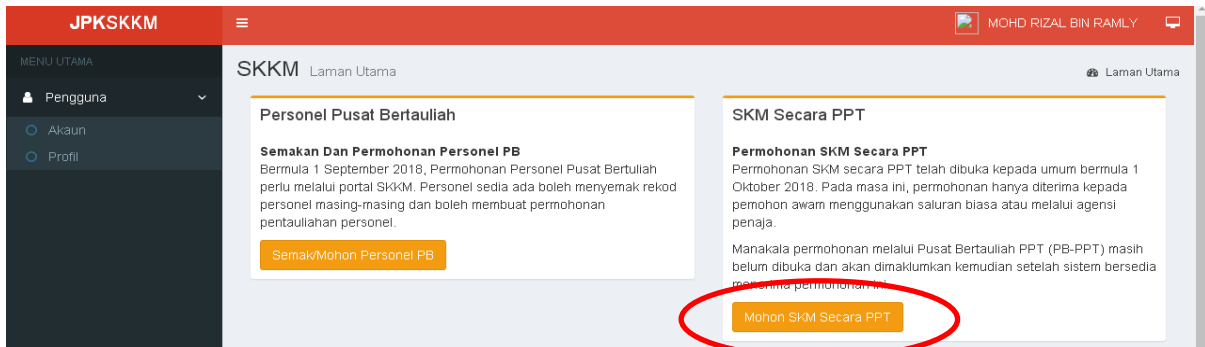 JPKSKKM
MOHD RIZAL BIN RAMLY
MENU UTAMA
Pengguna
Akaun
Profil
SKKM Laman Utama
Laman Utama
Personel Pusat Bertauliah
Semakan Dan Permohonan Personel PB
Bermula 1 September 2018, Permohonan Personel Pusat Bertuliah
perlu melalui portal SKKM. Personel sedia ada boleh menyemak rekod
personel masing-masing dan boleh membuat permohonan
pentauliahan personel.
Semak/Mohon Personel PB
SKM Secara PPT
Permohonan SKM Secara PPT
Permohonan SKM secara PPT telah dibuka kepada umum bermula 1
Oktober 2018. Pada masa ini, permohonan hanya diterima kepada
pemohon awam menggunakan saluran biasa atau melalui agensi
penaja.
Manakala permohonan melalui Pusat Bertauliah PPT (PB-PPT) masih
belum dibuka dan akan dimaklumkan kemudian setelah sistem bersedia
menerima permohonan ini.
Mohon SKM Secara PPT